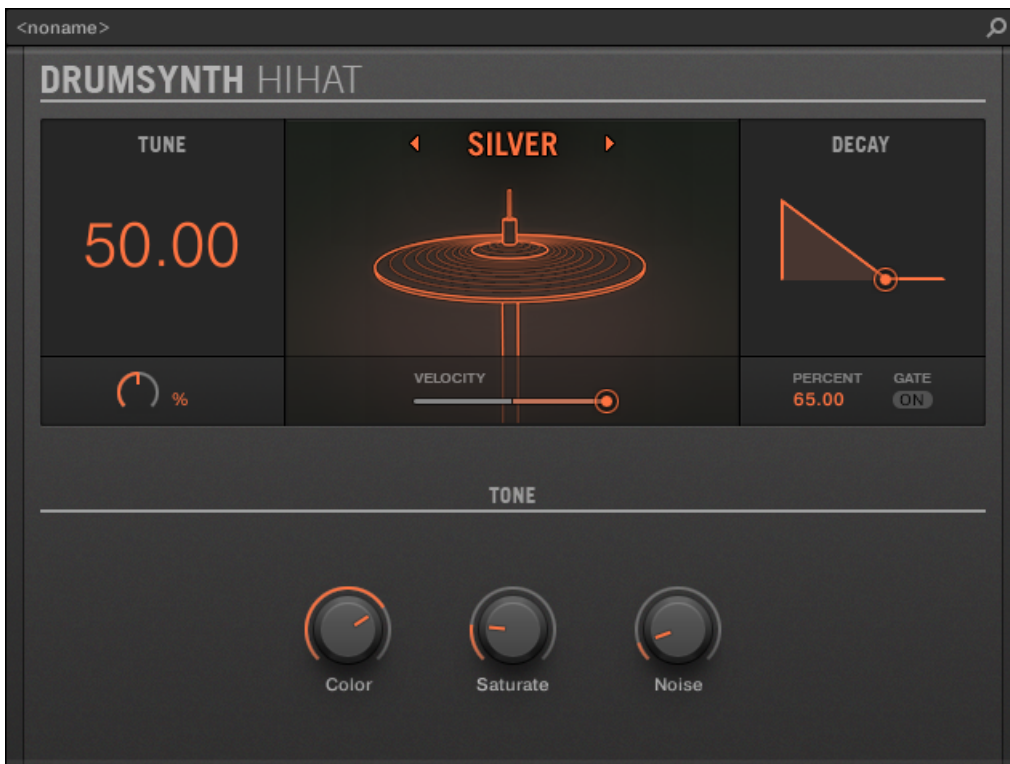 <noname>
DRUMSYNTH HIHAT
TUNE
SILVER
DECAY
50.00
%
VELOCITY
PERCENT GATE
65.00 ON
TONE
Color Saturate Noise